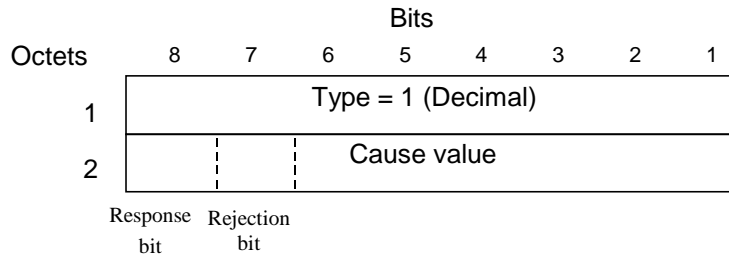 Bits
Octets 8 7 6 5 4 3 2 1
1 Type = 1 (Decimal)
2 Cause value
Response Rejection
bit bit